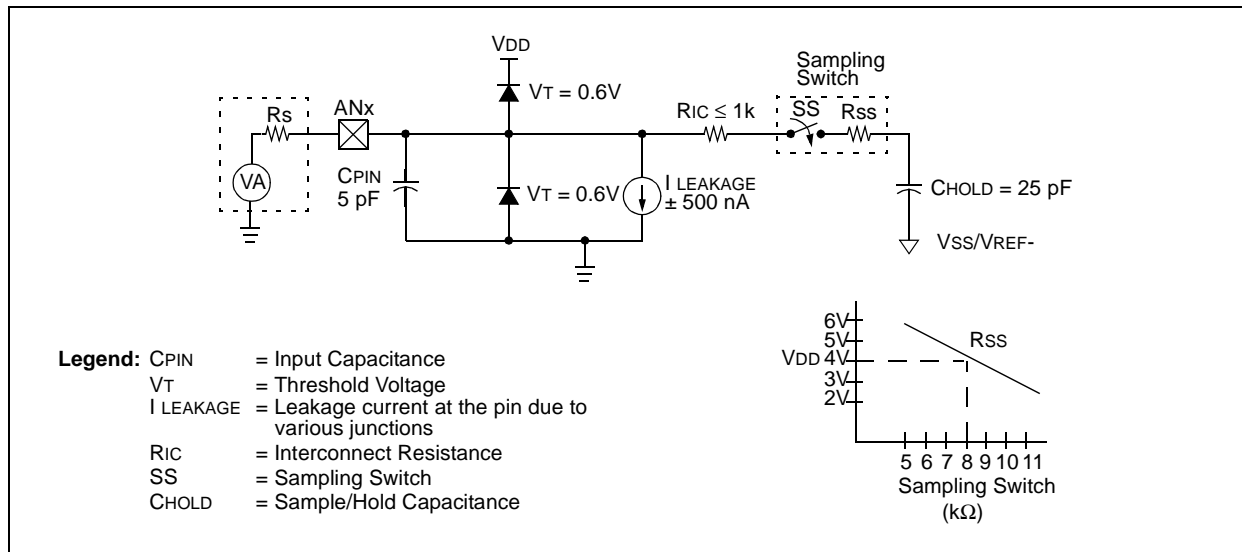 VDD
VT = 0.6V
ANx
Rs
VA
CPIN
5 pF
VT = 0.6V
I LEAKAGE
± 500 nA
RIC ≤ 1k
Sampling
Switch
SS
RSS
CHOLD = 25 pF
VSS/VREF-
Legend: CPIN = Input Capacitance
VT = Threshold Voltage
I LEAKAGE = Leakage current at the pin due to
various junctions
RIC = Interconnect Resistance
SS = Sampling Switch
CHOLD = Sample/Hold Capacitance
6V
5V
VDD 4V
3V
2V
RSS
5 6 7 8 9 10 11
Sampling Switch
(kΩ)